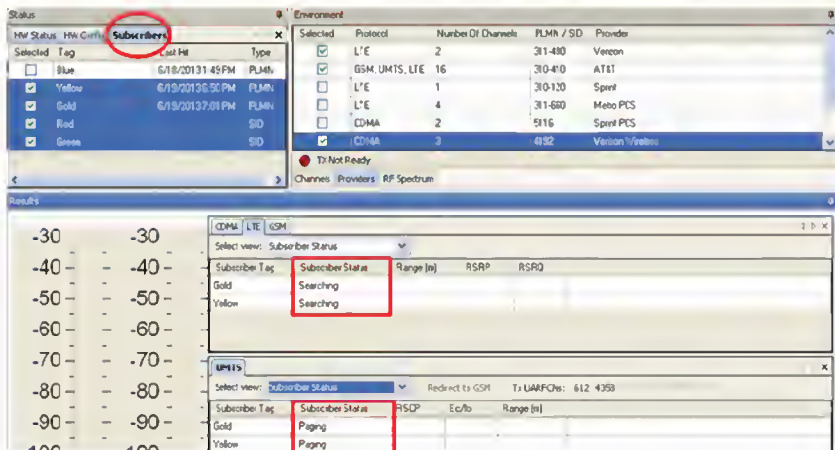 Status
HW Status HW Config Subscribers
Selected Tag Last Hit Type
Blue 6/18/2013 1:49 PM PLMN
Yellow 6/19/2013 6:50 PM PLMN
Gold 6/19/2013 7:01 PM PLMN
Red SID
Green SID
Environment
Selected Protocol Number Of Channels PLMN / SID Provider
LTE 2 311-480 Verizon
GSM, UMTS, LTE 16 310-410 AT&T
LTE 1 310-120 Sprint
LTE 4 311-660 Metro PCS
CDMA 2 5116 Sprint PCS
CDMA 3 4192 Verizon Wireless
Tx Not Ready
Channels Providers RF Spectrum
Results
-30 -30
-40 -40
-50 -50
-60 -60
-70 -70
-80 -80
-90 -90
CDMA LTE GSM
Select view: Subscriber Status
Subscriber Tag Subscriber Status Range (m) RSRP RSRQ
Gold Searching
Yellow Searching
UMTS
Select view: Subscriber Status Redirect to GSM Tx UARFCNs: 612 4358
Subscriber Tag Subscriber Status RSCP Ec/Io Range (m)
Gold Paging
Yellow Paging